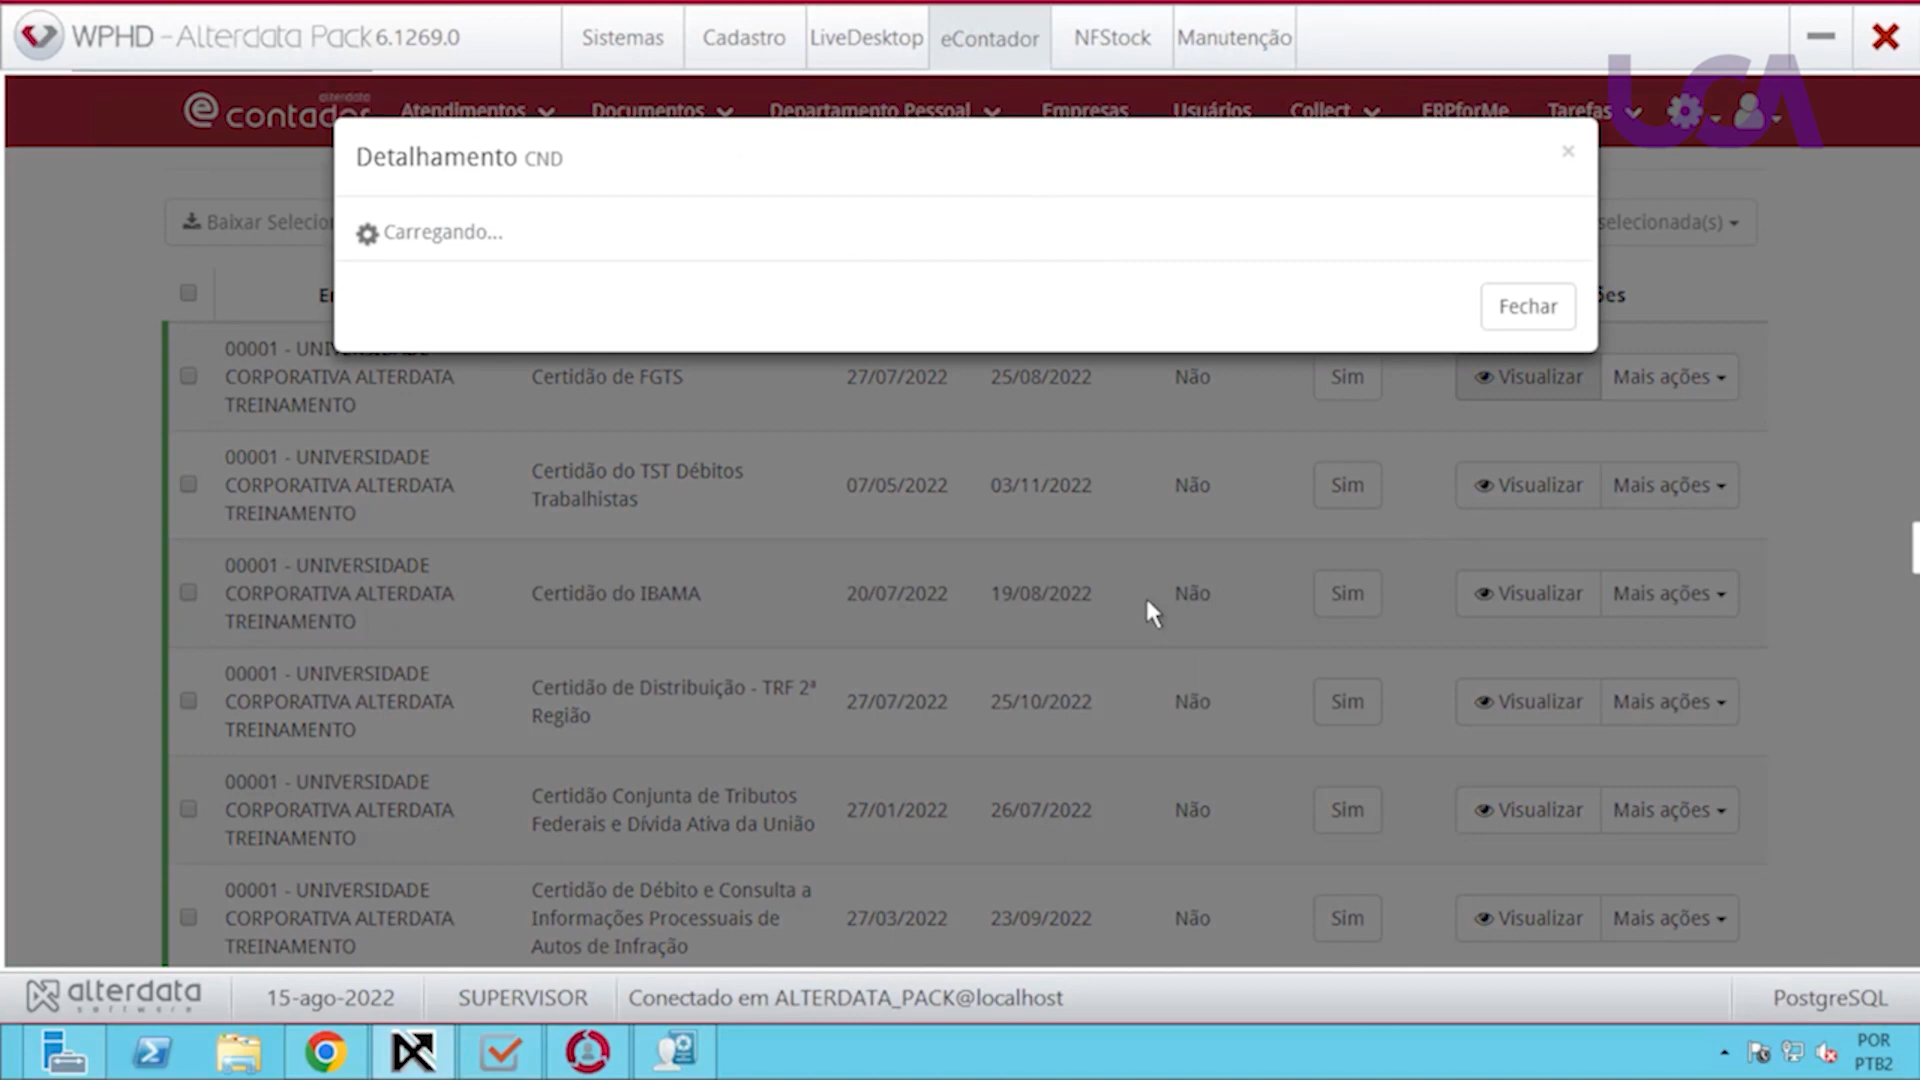 WPHD - Alterdata Pack 6.1269.0
Sistemas
Cadastro
LiveDesktop
eContador
NFStock
Manutenção
UCA
alterdata
e contador
Atendimentos
Documentos
Departamento Pessoal
Empresas
Usuários
Collect
ERPforMe
Tarefas
Detalhamento CND
×
Carregando...
Fechar
Baixar Selecio
selecionada(s)
00001 - UNIVERSIDADE
CORPORATIVA ALTERDATA
TREINAMENTO
Certidão de FGTS
27/07/2022
25/08/2022
Não
Sim
Visualizar
Mais ações
00001 - UNIVERSIDADE
CORPORATIVA ALTERDATA
TREINAMENTO
Certidão do TST Débitos
Trabalhistas
07/05/2022
03/11/2022
Não
Sim
Visualizar
Mais ações
00001 - UNIVERSIDADE
CORPORATIVA ALTERDATA
TREINAMENTO
Certidão do IBAMA
20/07/2022
19/08/2022
Não
Sim
Visualizar
Mais ações
00001 - UNIVERSIDADE
CORPORATIVA ALTERDATA
TREINAMENTO
Certidão de Distribuição - TRF 2ª
Região
27/07/2022
25/10/2022
Não
Sim
Visualizar
Mais ações
00001 - UNIVERSIDADE
CORPORATIVA ALTERDATA
TREINAMENTO
Certidão Conjunta de Tributos
Federais e Dívida Ativa da União
27/01/2022
26/07/2022
Não
Sim
Visualizar
Mais ações
00001 - UNIVERSIDADE
CORPORATIVA ALTERDATA
TREINAMENTO
Certidão de Débito e Consulta a
Informações Processuais de
Autos de Infração
27/03/2022
23/09/2022
Não
Sim
Visualizar
Mais ações
alterdata
software
15-ago-2022
SUPERVISOR
Conectado em ALTERDATA_PACK@localhost
PostgreSQL
POR
PTB2